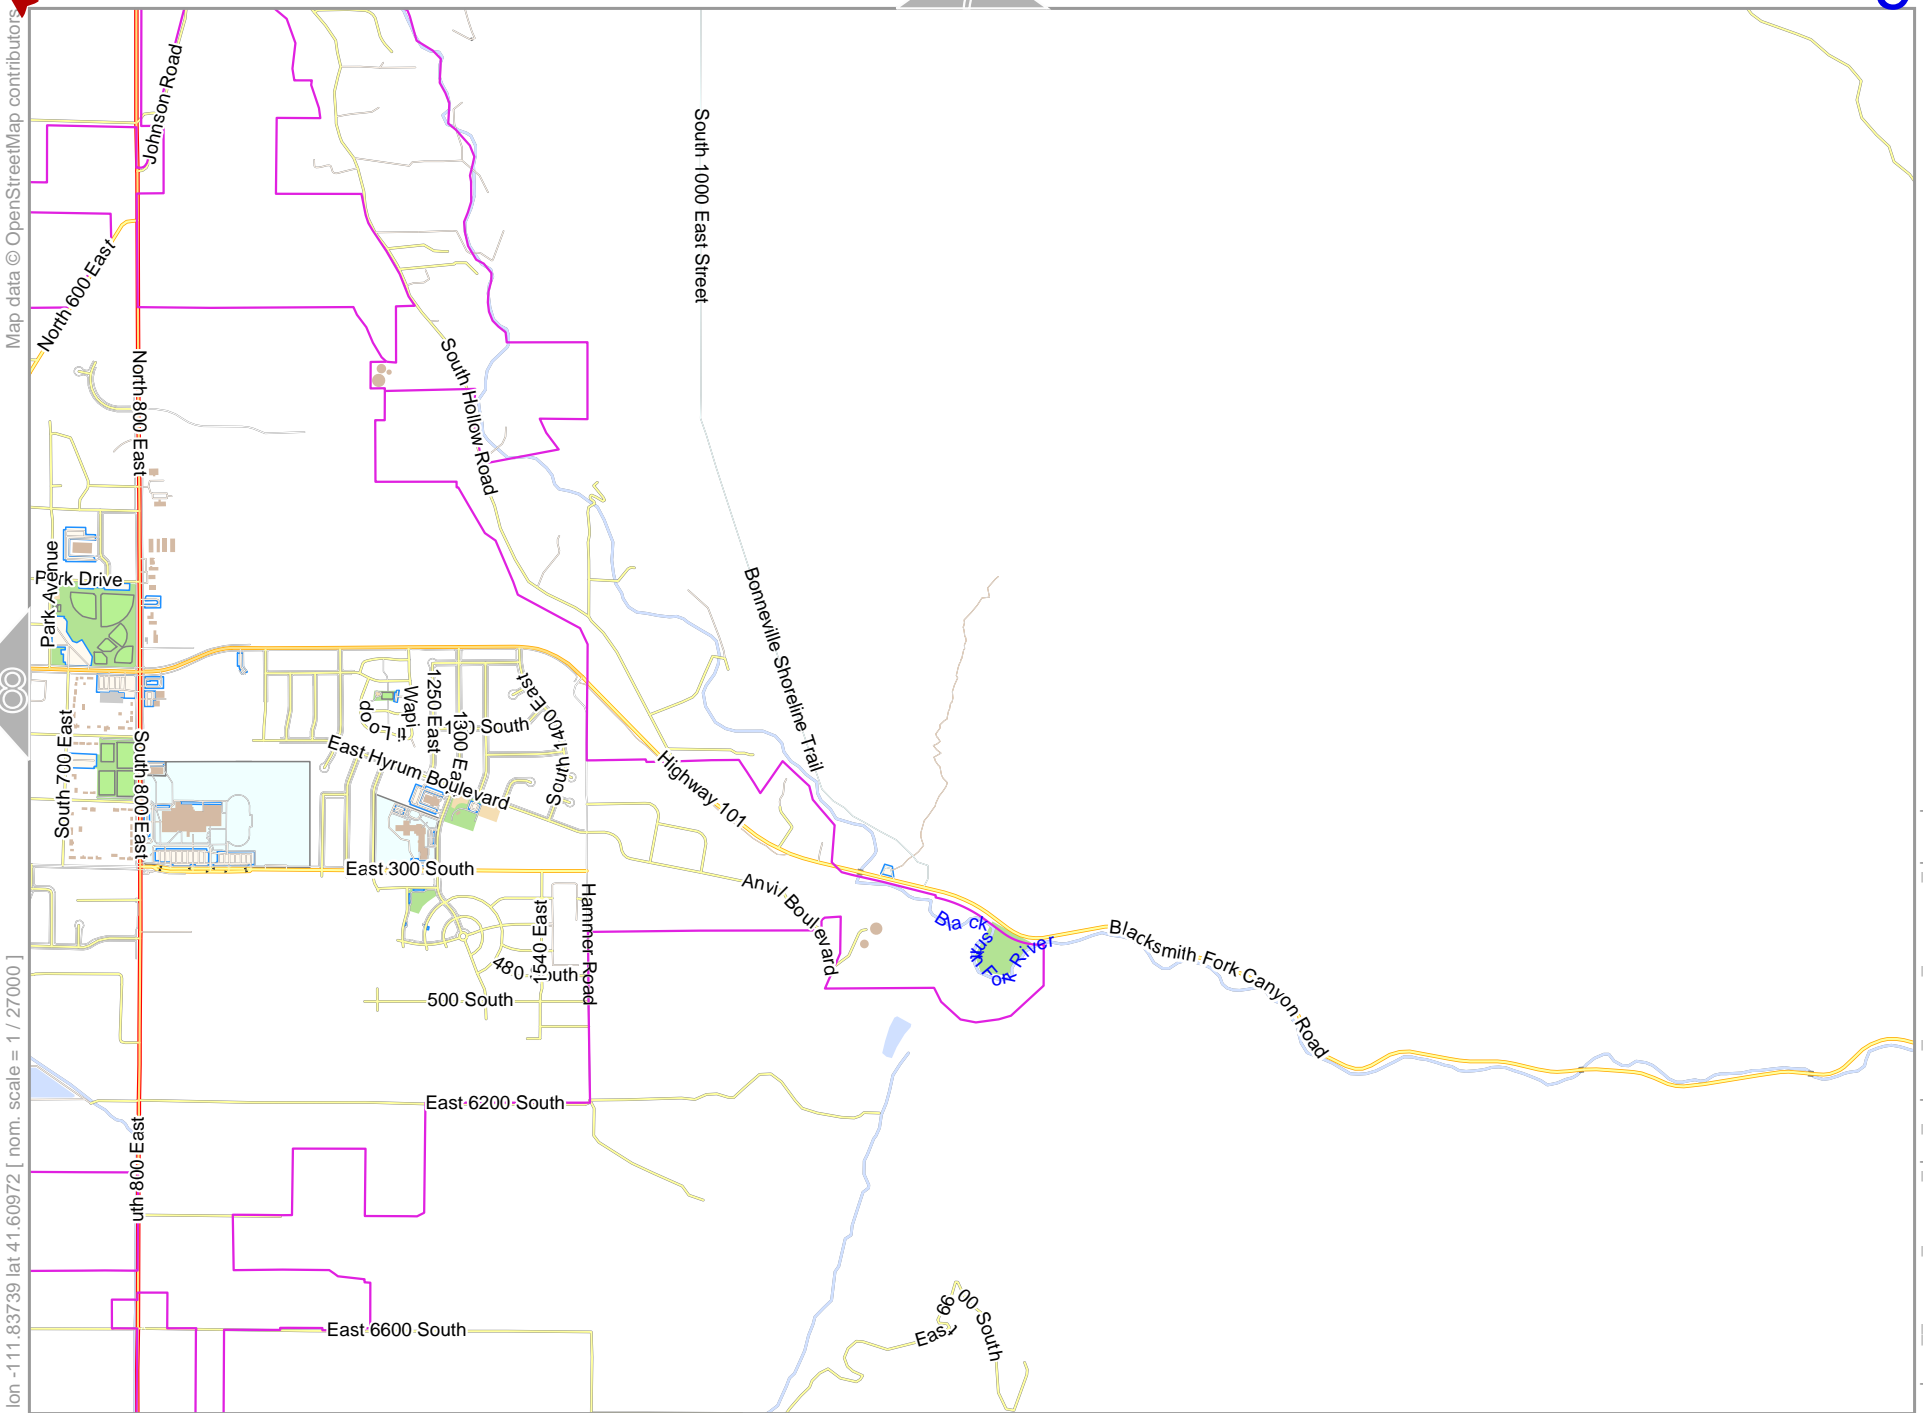 Map data © OpenStreetMap contributors
lon -111.83739 lat 41.60972 [ nom. scale = 1 / 27000 ]
8
Johnson Road
South 1000 East Street
North 600 East
North 800 East
South Hollow Road
Park Avenue
Park Drive
Bonneville Shoreline Trail
South 700 East
South 800 East
Wapiti Loop
1250 East
1300 Ea
South 1400 East
East Hyrum Boulevard
Highway 101
East 300 South
Anvil Boulevard
Hammer Road
1540 East
480 South
500 South
Blacksmith Fork River
Blacksmith Fork Canyon Road
East 6200 South
uth 800 East
East 6600 South
East 6600 South